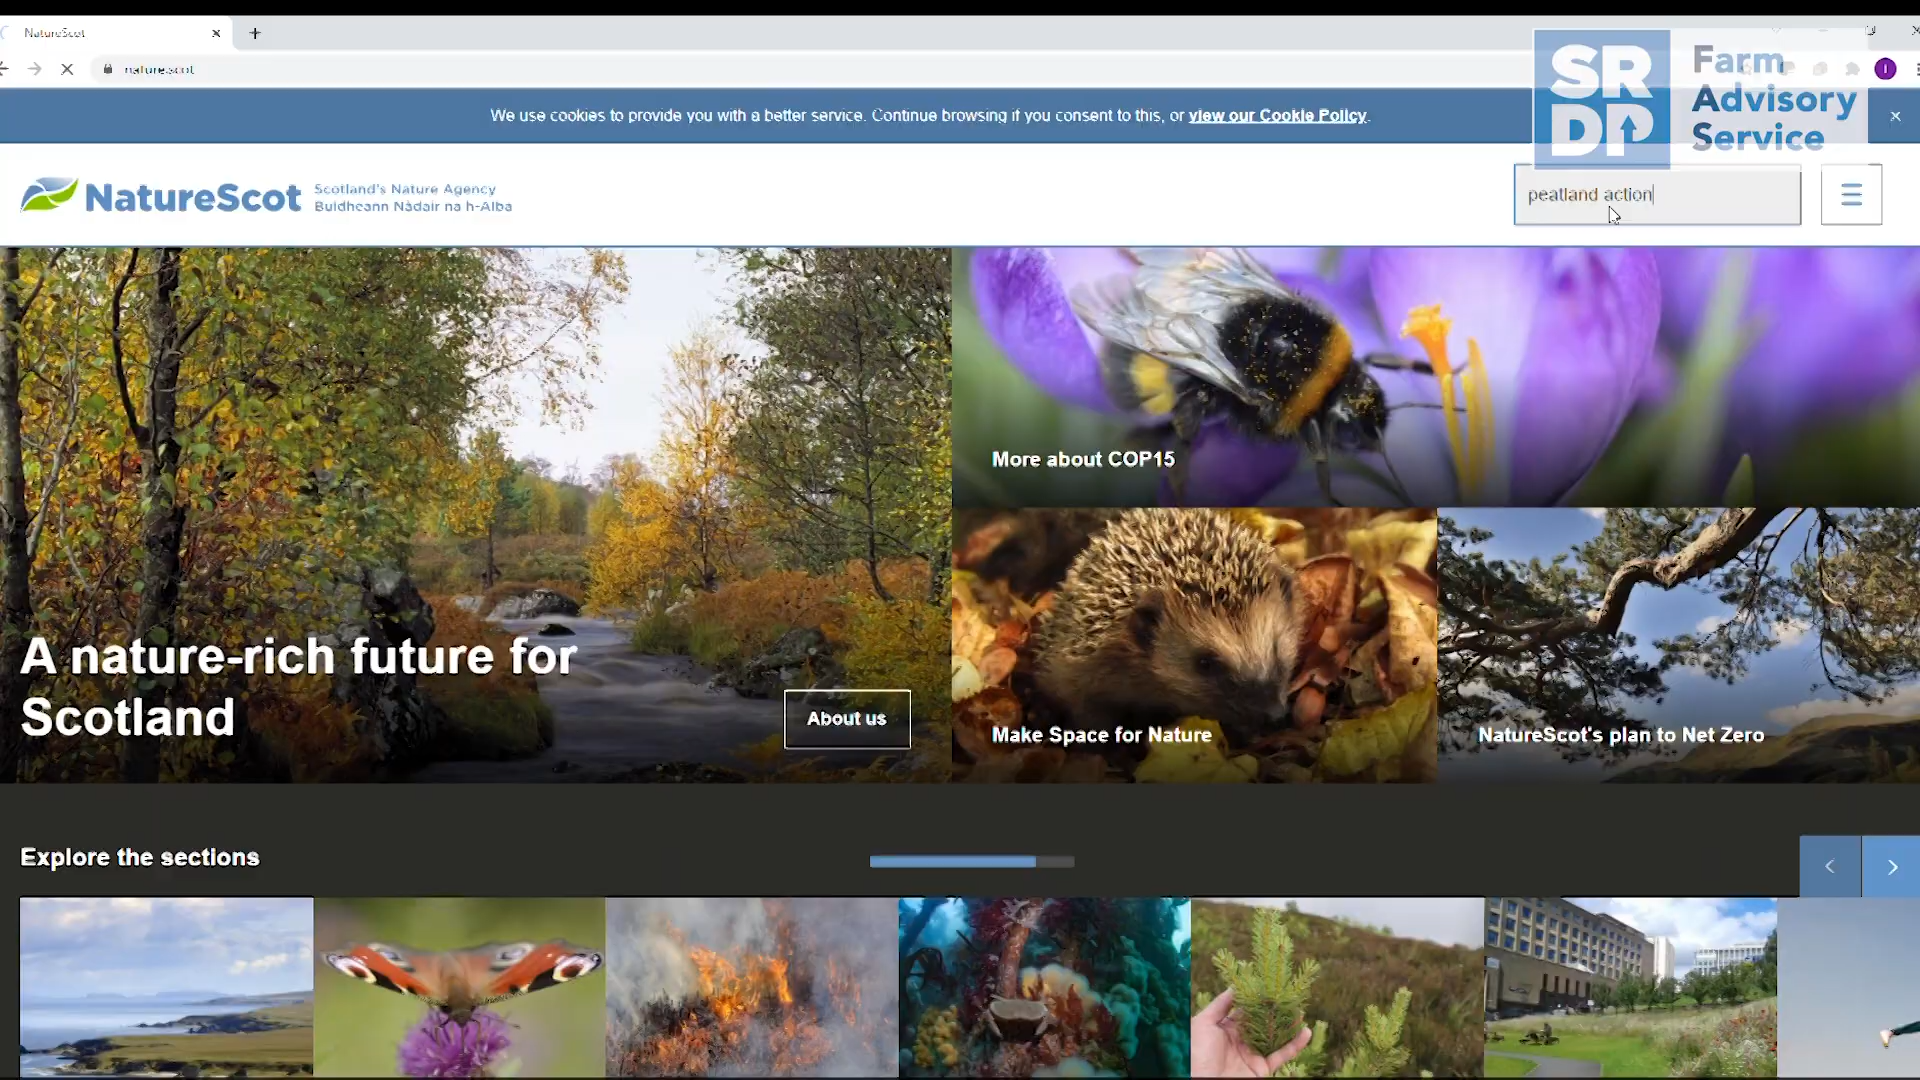 NatureScot
nature.scot
SR
DP
Farm
Advisory
Service
We use cookies to provide you with a better service. Continue browsing if you consent to this, or view our Cookie Policy.
NatureScot
Scotland's Nature Agency
Buidheann Nàdair na h-Alba
peatland action
More about COP15
A nature-rich future for
Scotland
About us
Make Space for Nature
NatureScot's plan to Net Zero
Explore the sections